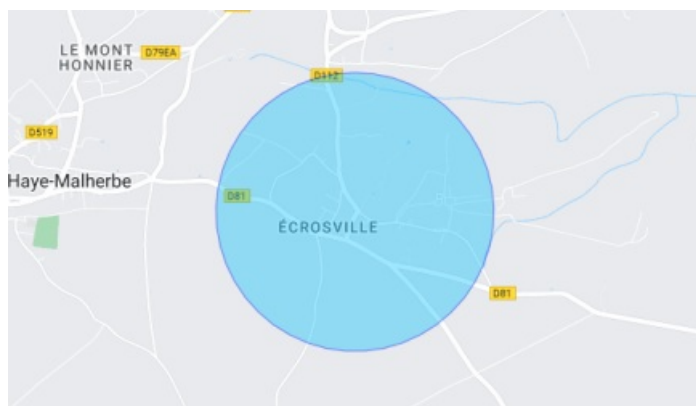 LE MONT
HONNIER
D79EA
D112
D519
Haye-Malherbe
D81
ÉCROSVILLE
D81